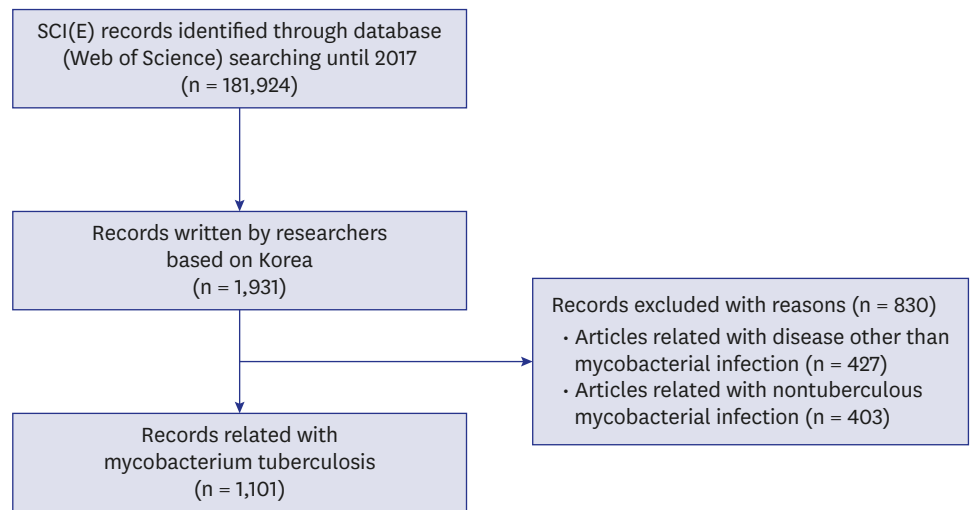 SCI(E) records identified through database
(Web of Science) searching until 2017
(n = 181,924)
Records written by researchers
based on Korea
(n = 1,931)
Records excluded with reasons (n = 830)
· Articles related with disease other than
mycobacterial infection (n = 427)
· Articles related with nontuberculous
mycobacterial infection (n = 403)
Records related with
mycobacterium tuberculosis
(n = 1,101)